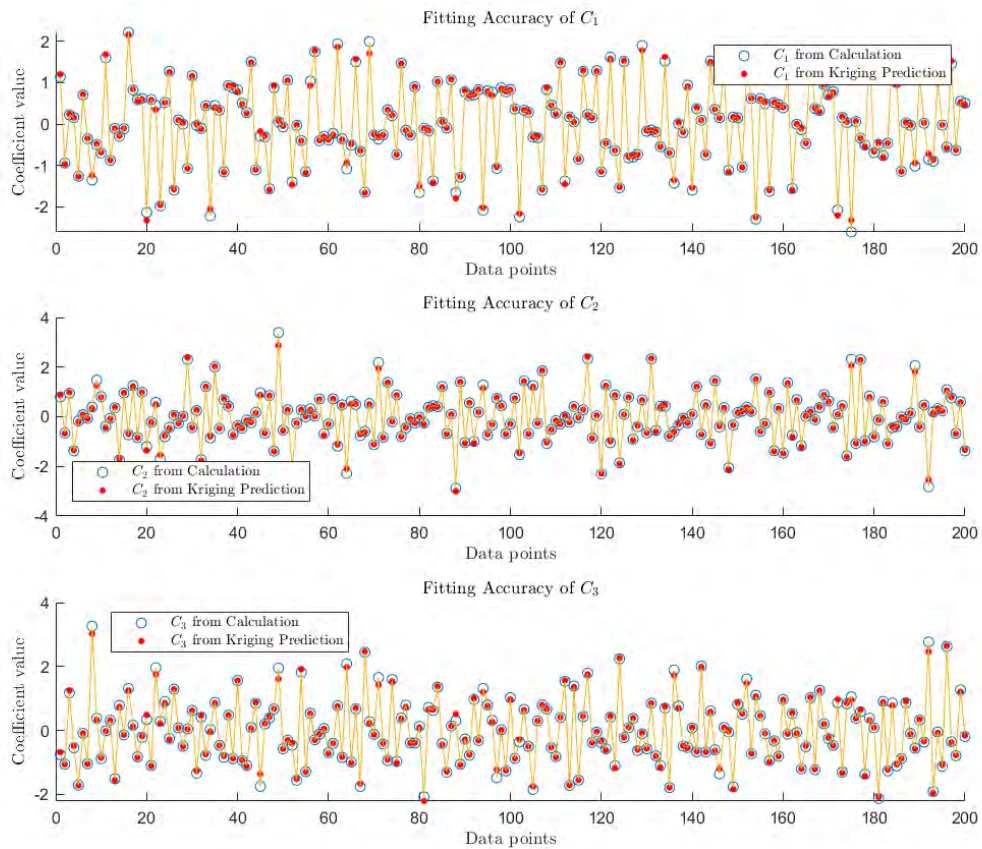 Fitting Accuracy of C₁
Coefficient value
2
1
0
-1
-2
C₁ from Calculation
C₁ from Kriging Prediction
0 20 40 60 80 100 120 140 160 180 200
Data points
Fitting Accuracy of C₂
Coefficient value
4
2
0
-2
-4
C₂ from Calculation
C₂ from Kriging Prediction
0 20 40 60 80 100 120 140 160 180 200
Data points
Fitting Accuracy of C₃
Coefficient value
4
2
0
-2
C₃ from Calculation
C₃ from Kriging Prediction
0 20 40 60 80 100 120 140 160 180 200
Data points